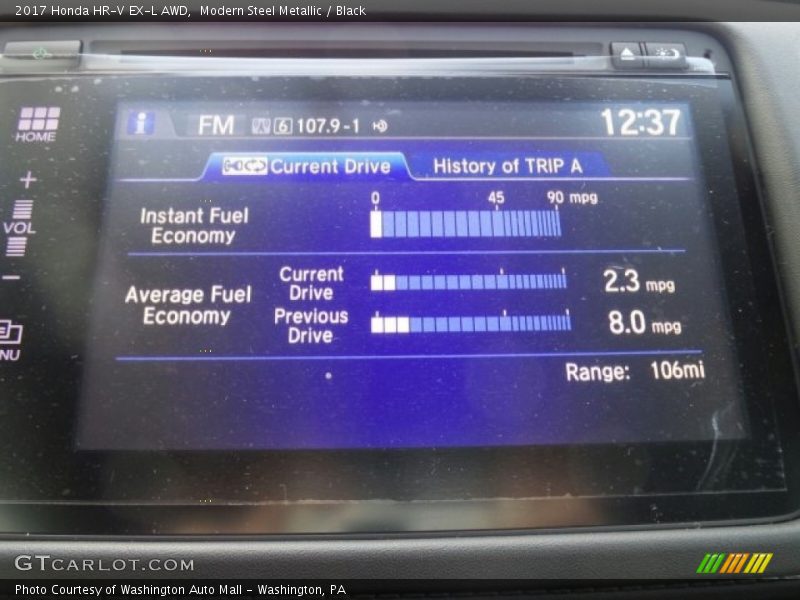 2017 Honda HR-V EX-L AWD,  Modern Steel Metallic / Black
HOME
i
FM 6 107.9-1
12:37
+
VOL
-
NU
Current Drive
History of TRIP A
0 45 90 mpg
Instant Fuel
Economy
Average Fuel
Economy
Current
Drive
2.3 mpg
Previous
Drive
8.0 mpg
Range: 106mi
GTCARLOT.COM
Photo Courtesy of Washington Auto Mall - Washington, PA